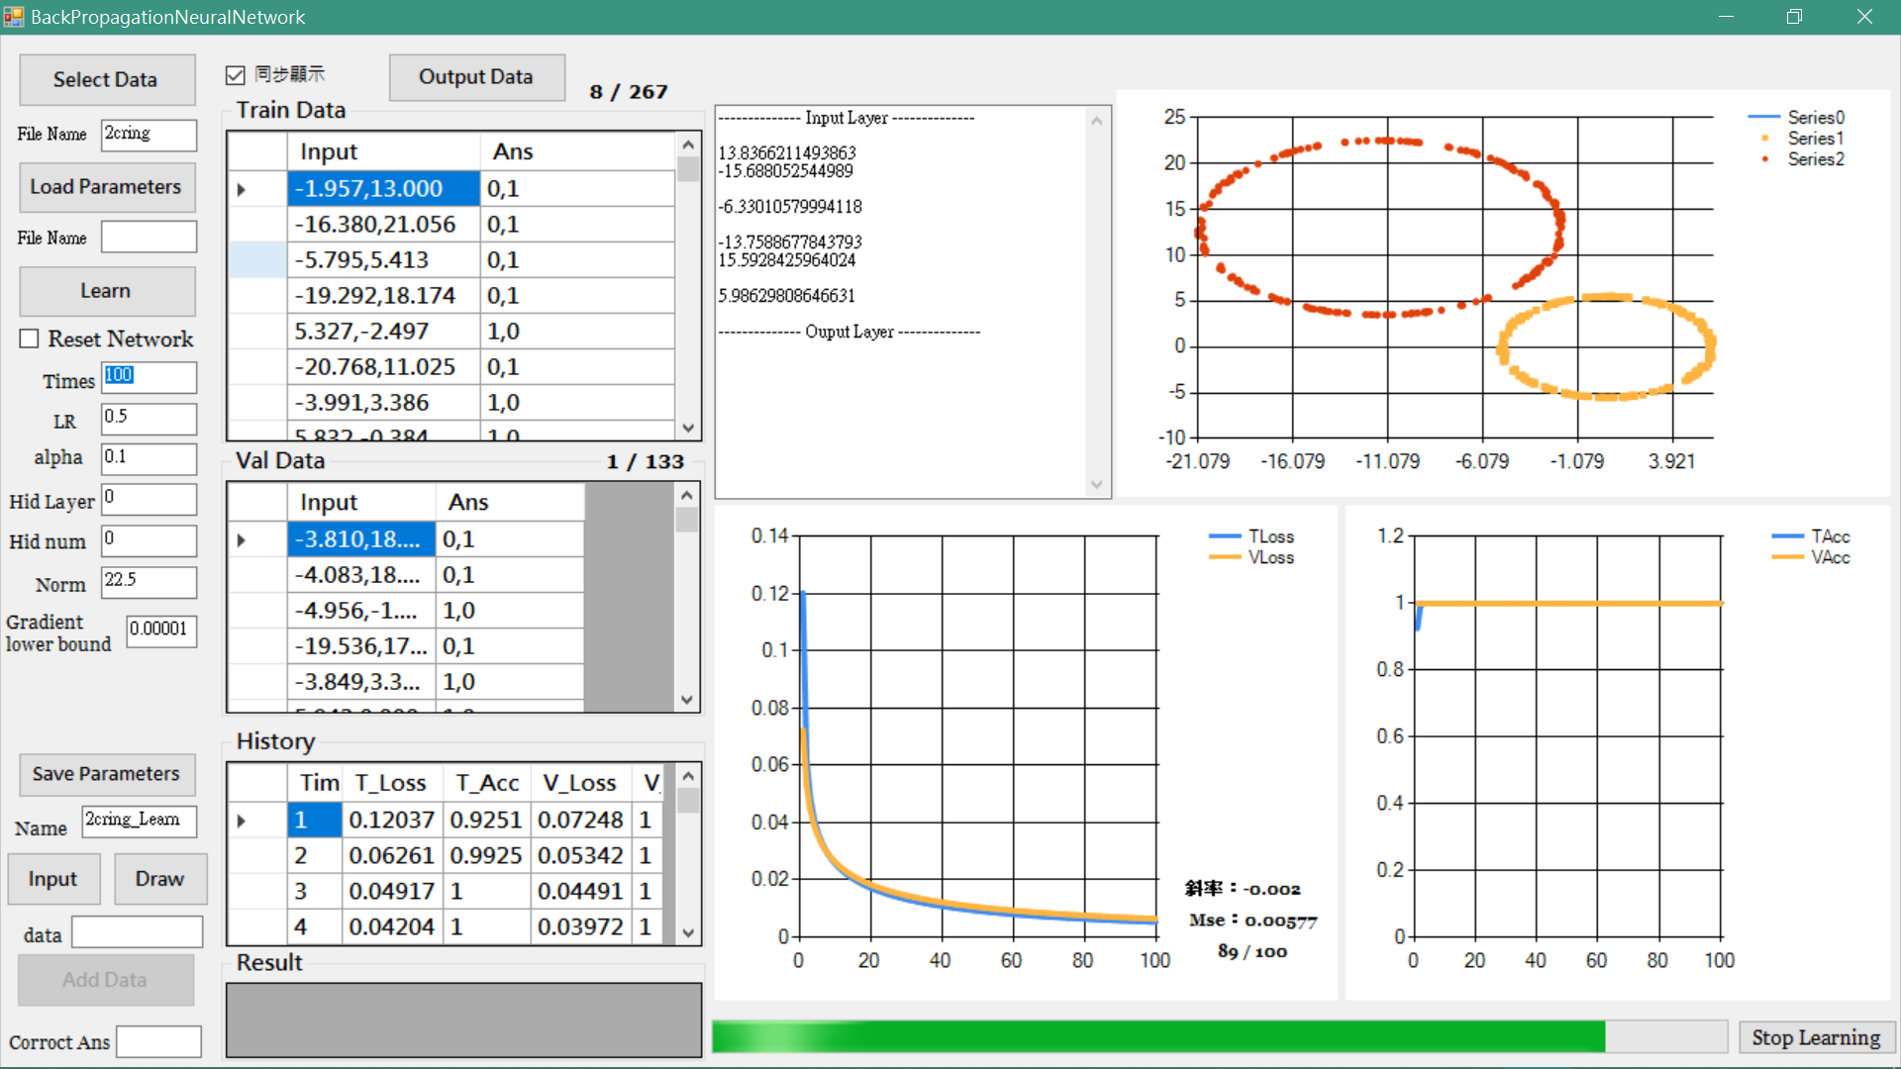 BackPropagationNeuralNetwork
Select Data
File Name 2cring
Load Parameters
File Name
Learn
Reset Network
Times 100
LR 0.5
alpha 0.1
Hid Layer 0
Hid num 0
Norm 22.5
Gradient
lower bound 0.00001
Save Parameters
Name 2cring_Learn
Input Draw
data
Add Data
Corroct Ans
同步顯示 Output Data 8 / 267
Train Data
Input Ans
-1.957,13.000 0,1
-16.380,21.056 0,1
-5.795,5.413 0,1
-19.292,18.174 0,1
5.327,-2.497 1,0
-20.768,11.025 0,1
-3.991,3.386 1,0
5.832,-0.384 1,0
Val Data 1 / 133
Input Ans
-3.810,18.... 0,1
-4.083,18.... 0,1
-4.956,-1.... 1,0
-19.536,17... 0,1
-3.849,3.3... 1,0
History
Tim T_Loss T_Acc V_Loss V_
1 0.12037 0.9251 0.07248 1
2 0.06261 0.9925 0.05342 1
3 0.04917 1 0.04491 1
4 0.04204 1 0.03972 1
Result
------------- Input Layer -------------
13.8366211493863
-15.688052544989
-6.33010579994118
-13.7588677843793
15.5928425964024
5.98629808646631
------------- Ouput Layer -------------
25
20
15
10
5
0
-5
-10
-21.079 -16.079 -11.079 -6.079 -1.079 3.921
Series0
Series1
Series2
0.14
0.12
0.1
0.08
0.06
0.04
0.02
0
0 20 40 60 80 100
TLoss
VLoss
斜率：-0.002
Mse：0.00577
89 / 100
1.2
1
0.8
0.6
0.4
0.2
0
0 20 40 60 80 100
TAcc
VAcc
Stop Learning